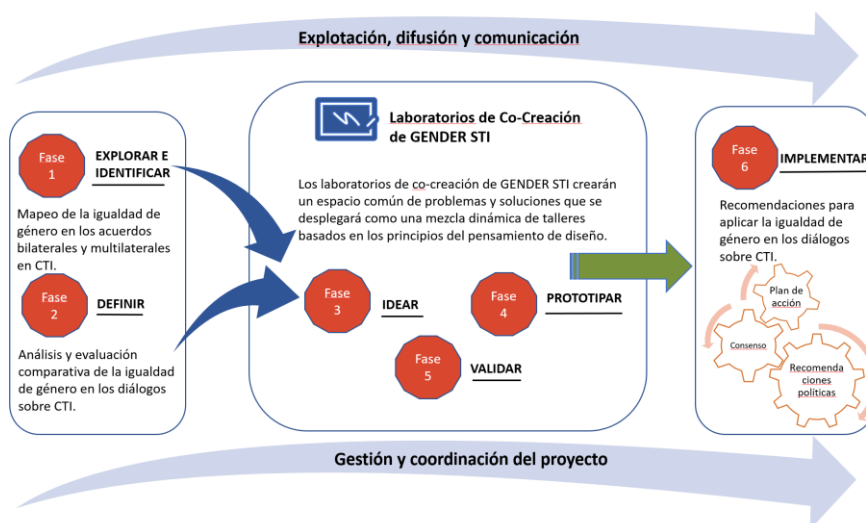 Explotación, difusión y comunicación
Fase
1
EXPLORAR E
IDENTIFICAR
Mapeo de la igualdad de
género en los acuerdos
bilaterales y multilaterales
en CTI.
Fase
2
DEFINIR
Análisis y evaluación
comparativa de la igualdad
de género en los diálogos
sobre CTI.
Laboratorios de Co-Creación
de GENDER STI
Los laboratorios de co-creación de GENDER STI crearán
un espacio común de problemas y soluciones que se
desplegará como una mezcla dinámica de talleres
basados en los principios del pensamiento de diseño.
Fase
3
IDEAR
Fase
4
PROTOTIPAR
Fase
5
VALIDAR
Fase
6
IMPLEMENTAR
Recomendaciones para
aplicar la igualdad de
género en los diálogos
sobre CTI.
Plan de
acción
Consenso
Recomenda
ciones
políticas
Gestión y coordinación del proyecto